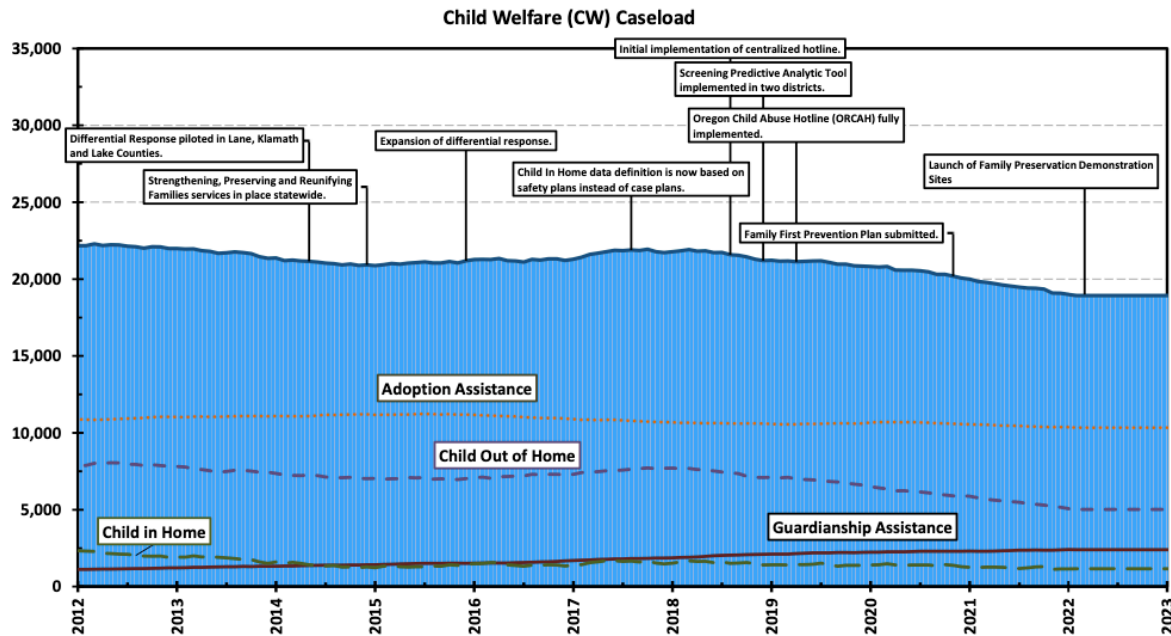 Child Welfare (CW) Caseload
35,000
30,000
25,000
20,000
15,000
10,000
5,000
0
Initial implementation of centralized hotline.
Screening Predictive Analytic Tool
implemented in two districts.
Oregon Child Abuse Hotline (ORCAH) fully
implemented.
Differential Response piloted in Lane, Klamath
and Lake Counties.
Expansion of differential response.
Strengthening, Preserving and Reunifying
Families services in place statewide.
Child In Home data definition is now based on
safety plans instead of case plans.
Launch of Family Preservation Demonstration
Sites
Family First Prevention Plan submitted.
Adoption Assistance
Child Out of Home
Child in Home
Guardianship Assistance
2012
2013
2014
2015
2016
2017
2018
2019
2020
2021
2022
2023